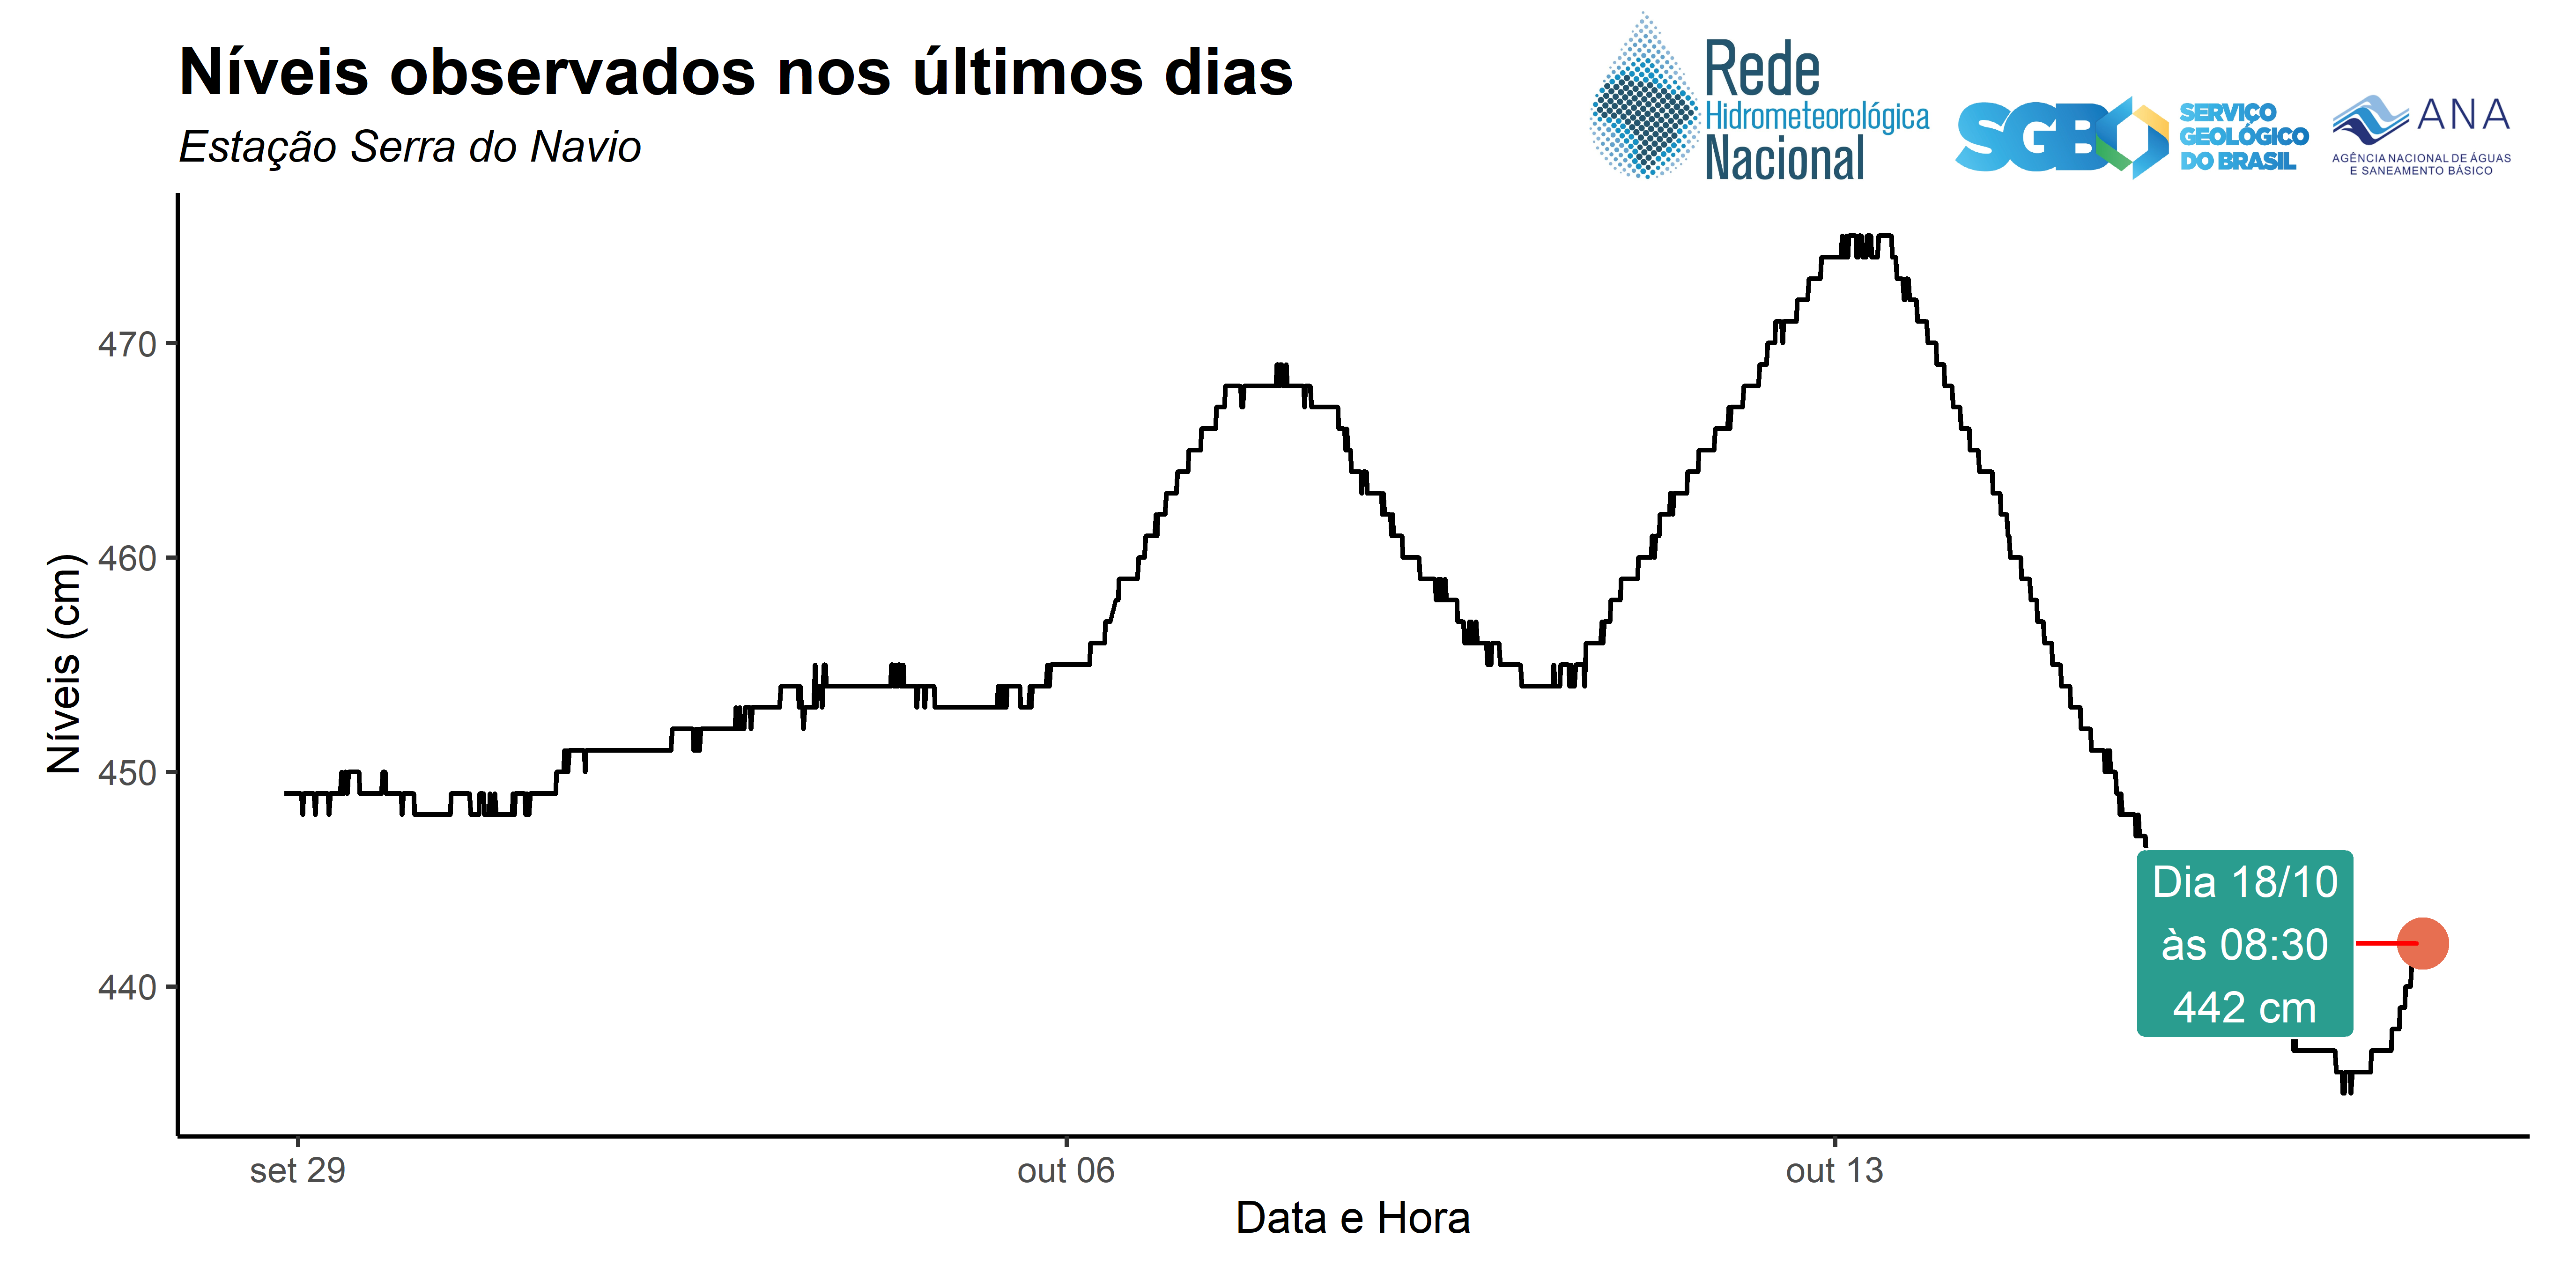 Níveis observados nos últimos dias
Estação Serra do Navio
Rede
Hidrometeorológica
Nacional
SGB
SERVIÇO
GEOLÓGICO
DO BRASIL
ANA
AGÊNCIA NACIONAL DE ÁGUAS
E SANEAMENTO BÁSICO
Níveis (cm)
470
460
450
440
Dia 18/10
às 08:30
442 cm
set 29
out 06
out 13
Data e Hora